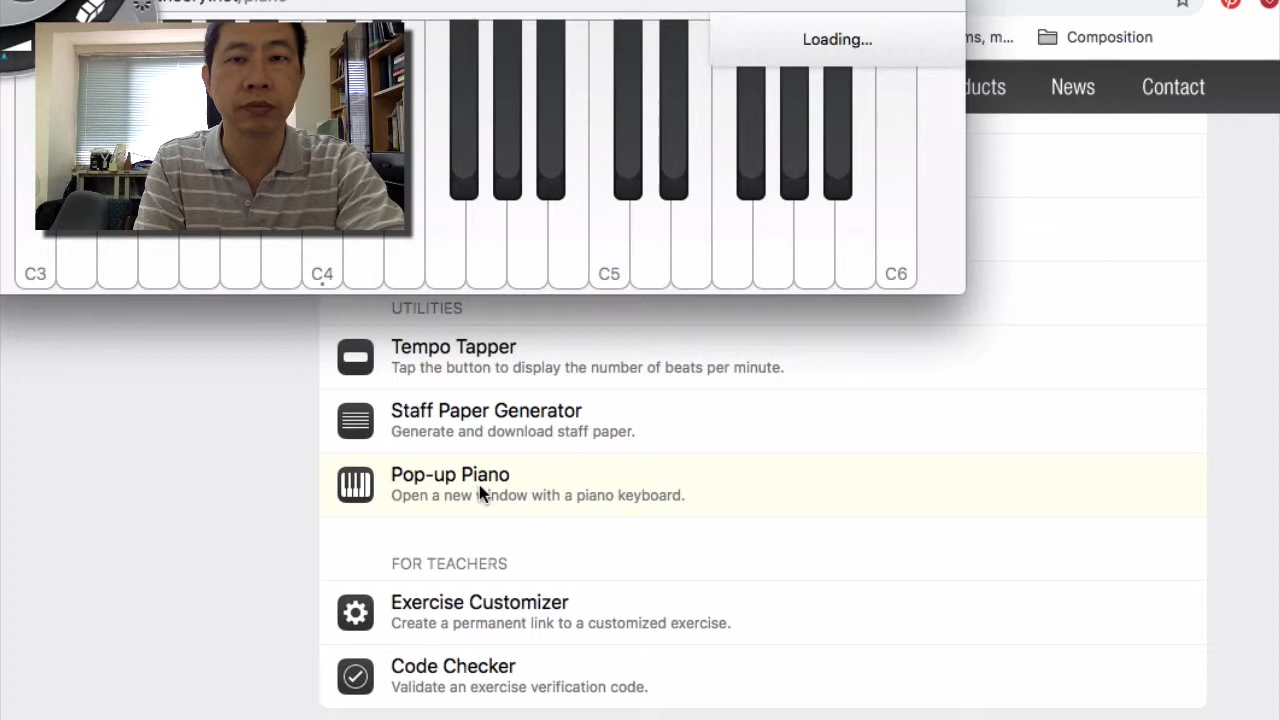 Loading...
Composition
News
Contact
C3
C4
C5
C6
UTILITIES
Tempo Tapper
Tap the button to display the number of beats per minute.
Staff Paper Generator
Generate and download staff paper.
Pop-up Piano
Open a new window with a piano keyboard.
FOR TEACHERS
Exercise Customizer
Create a permanent link to a customized exercise.
Code Checker
Validate an exercise verification code.